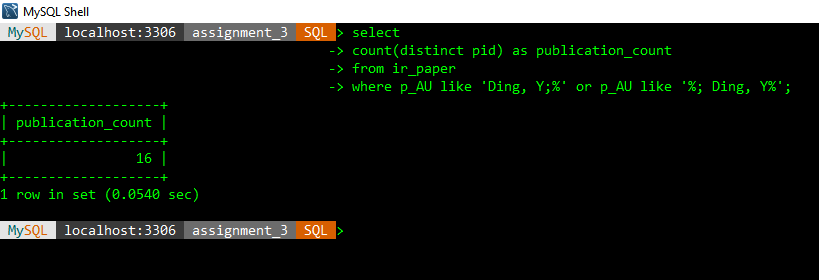 MySQL Shell
MySQL localhost:3306 assignment_3 SQL > select
-> count(distinct pid) as publication_count
-> from ir_paper
-> where p_AU like 'Ding, Y;%' or p_AU like '%; Ding, Y%';
+-------------------+
| publication_count |
+-------------------+
|                16 |
+-------------------+
1 row in set (0.0540 sec)
MySQL localhost:3306 assignment_3 SQL >